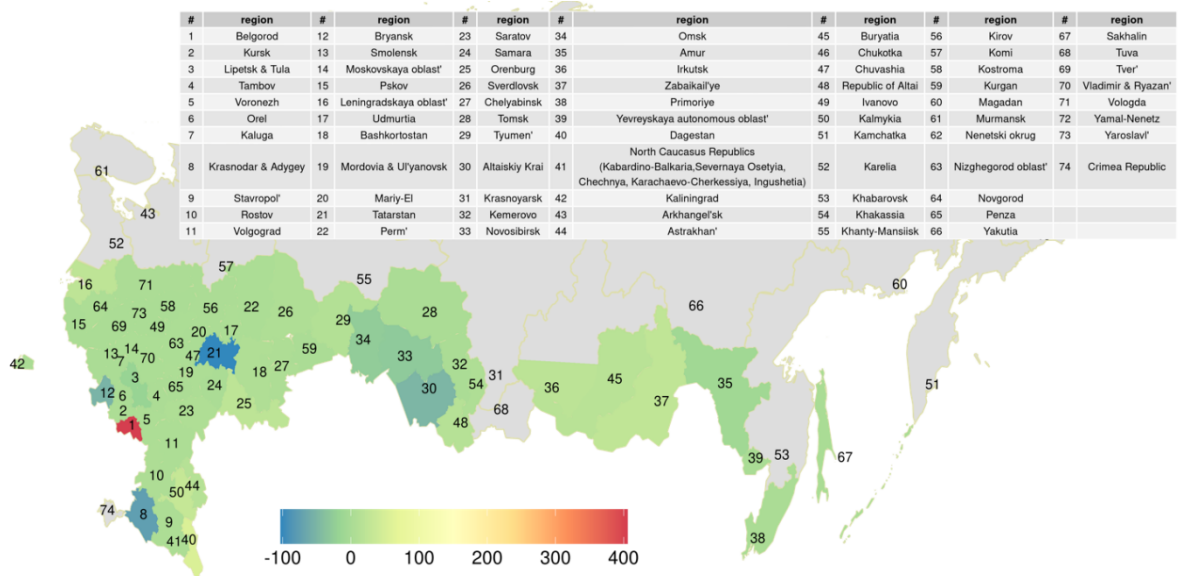 # region # region # region # region # region # region # region
1 Belgorod 12 Bryansk 23 Saratov 34 Omsk 45 Buryatia 56 Kirov 67 Sakhalin
2 Kursk 13 Smolensk 24 Samara 35 Amur 46 Chukotka 57 Komi 68 Tuva
3 Lipetsk & Tula 14 Moskovskaya oblast' 25 Orenburg 36 Irkutsk 47 Chuvashia 58 Kostroma 69 Tver'
4 Tambov 15 Pskov 26 Sverdlovsk 37 Zabaikail'ye 48 Republic of Altai 59 Kurgan 70 Vladimir & Ryazan'
5 Voronezh 16 Leningradskaya oblast' 27 Chelyabinsk 38 Primoriye 49 Ivanovo 60 Magadan 71 Vologda
6 Orel 17 Udmurtia 28 Tomsk 39 Yevreyskaya autonomous oblast' 50 Kalmykia 61 Murmansk 72 Yamal-Nenetz
7 Kaluga 18 Bashkortostan 29 Tyumen' 40 Dagestan 51 Kamchatka 62 Nenetski okrug 73 Yaroslavl'
North Caucasus Republics
8 Krasnodar & Adygey 19 Mordovia & Ul'yanovsk 30 Altaiskiy Krai 41 (Kabardino-Balkaria,Severnaya Osetyia, 52 Karelia 63 Nizhgegorod oblast' 74 Crimea Republic
Chechnya, Karachaevo-Cherkessiya, Ingushetia)
9 Stavropol' 20 Mariy-El 31 Krasnoyarsk 42 Kaliningrad 53 Khabarovsk 64 Novgorod
10 Rostov 21 Tatarstan 32 Kemerovo 43 Arkhangel'sk 54 Khakassia 65 Penza
11 Volgograd 22 Perm' 33 Novosibirsk 44 Astrakhan' 55 Khanty-Mansiisk 66 Yakutia
61
43
52
57
55
60
16 71
66
64 73 58 56 22 26 28
15 69 49 20 17 29
13 14 63 47 21 59 34 33
42 7 70 19 18 27 32 31 36 45 35 51
12 3 65 24 30 54
6 4 25 68 37
2 5 23 48
1
11 39 53 67
10
50 44
74 8 9
41 40 38
-100 0 100 200 300 400